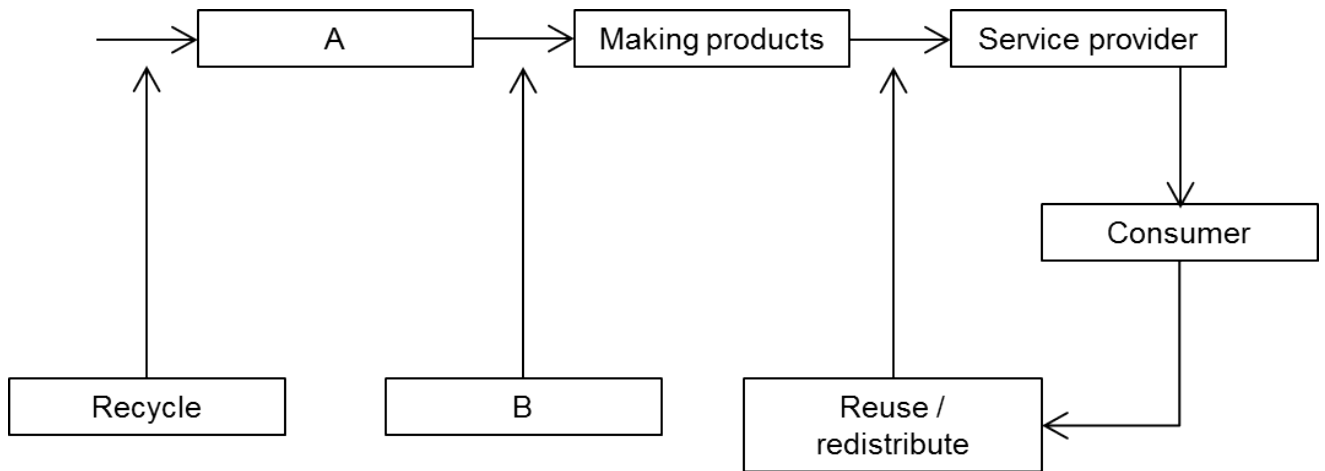 A
Making products
Service provider
Consumer
Recycle
B
Reuse /
redistribute